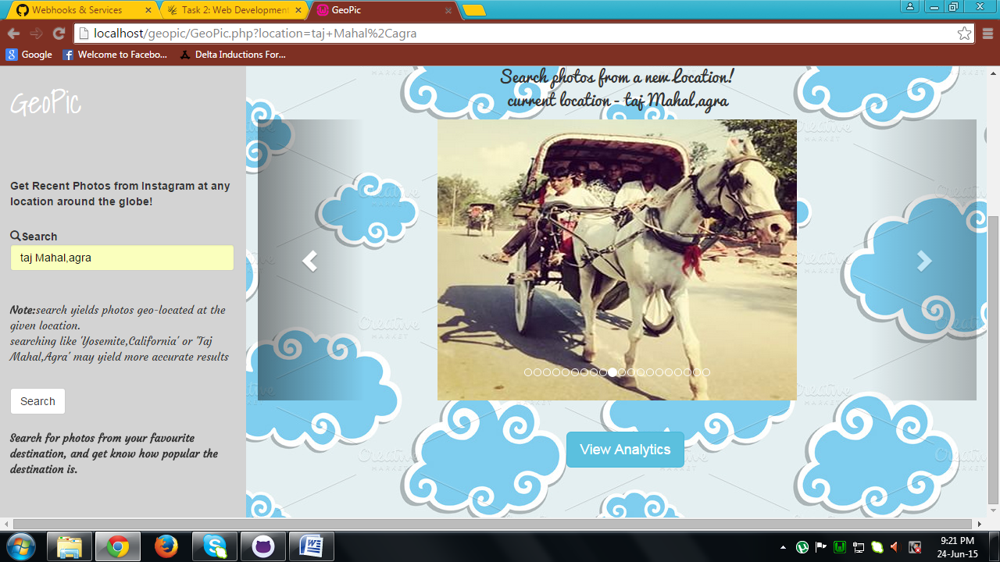 Webhooks & Services
Task 2: Web Development
GeoPic
localhost/geopic/GeoPic.php?location=taj+Mahal%2Cagra
Google
Welcome to Facebo...
Delta Inductions For...
GeoPic
Get Recent Photos from Instagram at any
location around the globe!
Search
taj Mahal,agra
Note:search yields photos geo-located at the
given location.
searching like 'Yosemite,California' or 'Taj
Mahal,Agra' may yield more accurate results
Search
Search for photos from your favourite
destination, and get know how popular the
destination is.
Search photos from a new Location!
current location - taj Mahal,agra
View Analytics
Creative
MARKET
9:21 PM
24-Jun-15